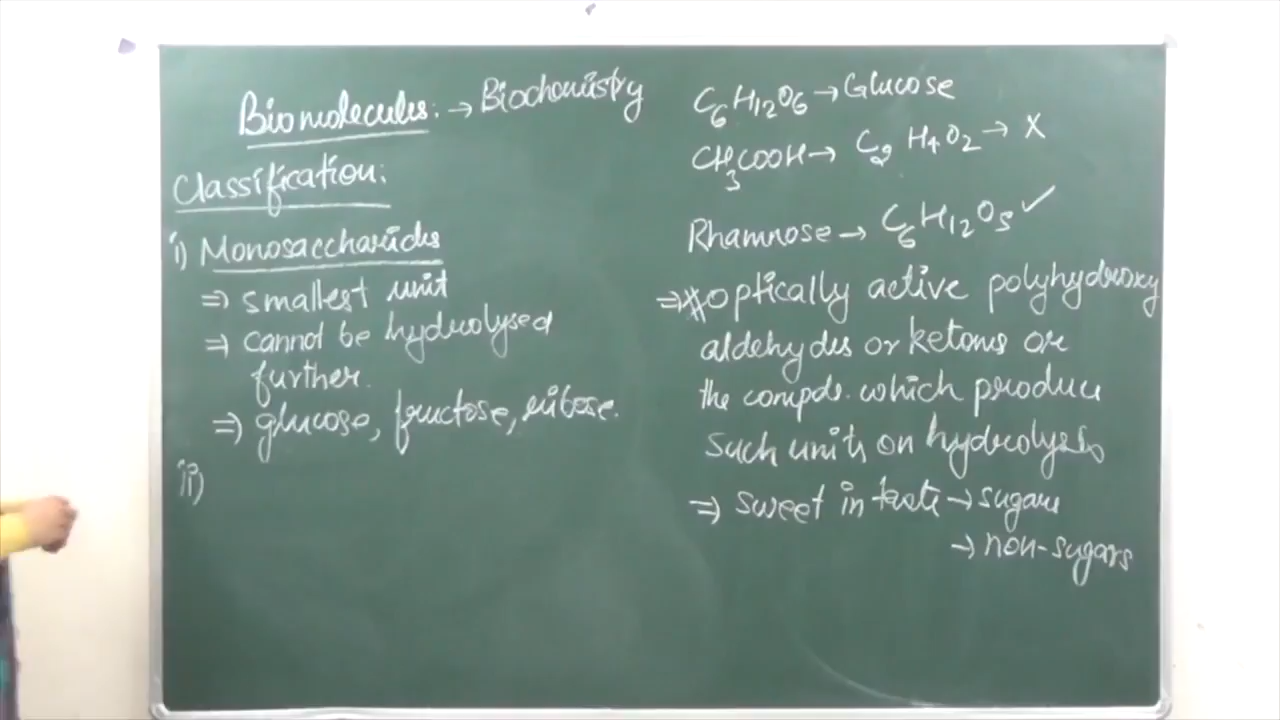 Biomolecules: → Biochemistry
Classification:
i) Monosaccharides
⇒ smallest unit
⇒ cannot be hydrolysed
further.
⇒ glucose, fructose, ribose.
ii)
C₆H₁₂O₆ → Glucose
CH₃COOH → C₂H₄O₂ → X
Rhamnose → C₆H₁₂O₅ ✓
⇒ optically active polyhydroxy
aldehydes or ketones or
the compds. which produce
such units on hydrolysis
⇒ sweet in taste → sugars
→ non-sugars